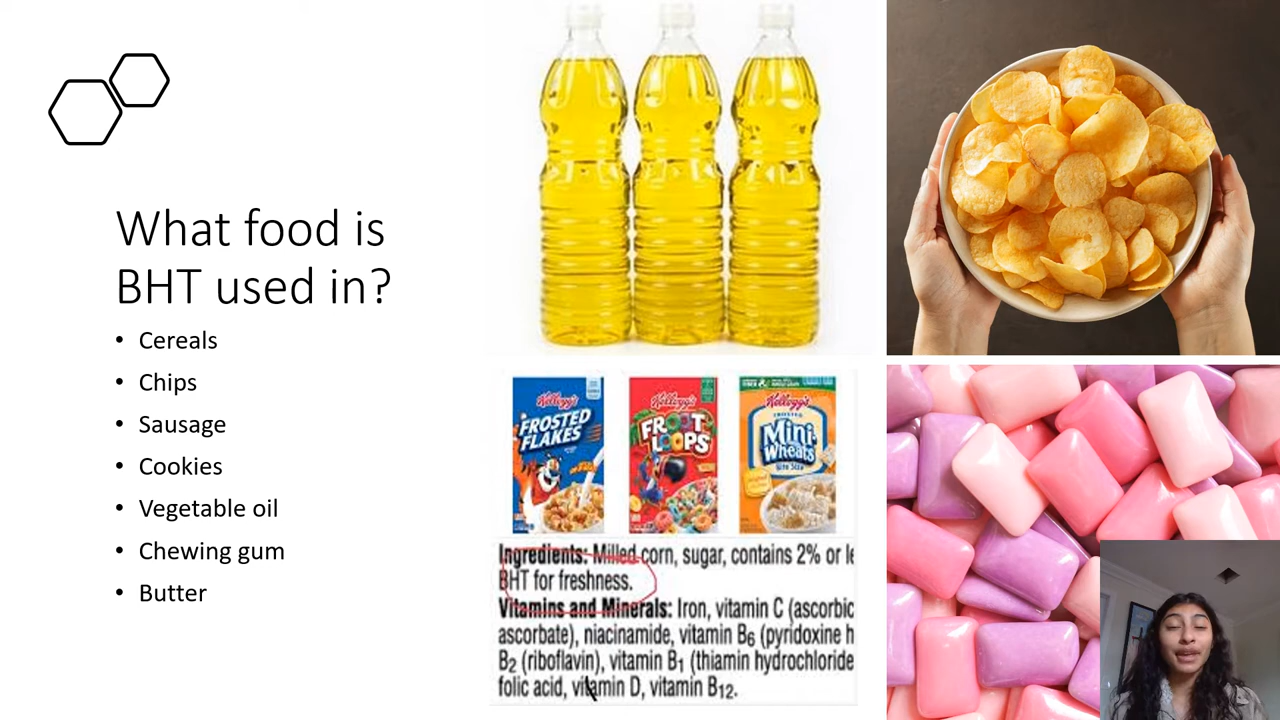 What food is
BHT used in?
• Cereals
• Chips
• Sausage
• Cookies
• Vegetable oil
• Chewing gum
• Butter
Kellogg's
FROSTED
FLAKES
Kellogg's
FROOT
LOOPS
Kellogg's
FROSTED
Mini
Wheats
Bite Size
Ingredients: Milled corn, sugar, contains 2% or le
BHT for freshness.
Vitamins and Minerals: Iron, vitamin C (ascorbic
ascorbate), niacinamide, vitamin B6 (pyridoxine h
B2 (riboflavin), vitamin B1 (thiamin hydrochloride
folic acid, vitamin D, vitamin B12.